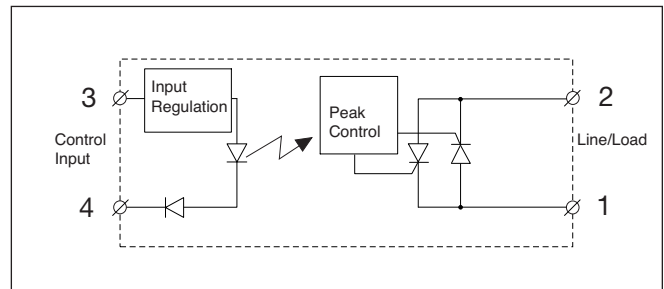 3
Control
Input
4
Input
Regulation
Peak
Control
2
Line/Load
1